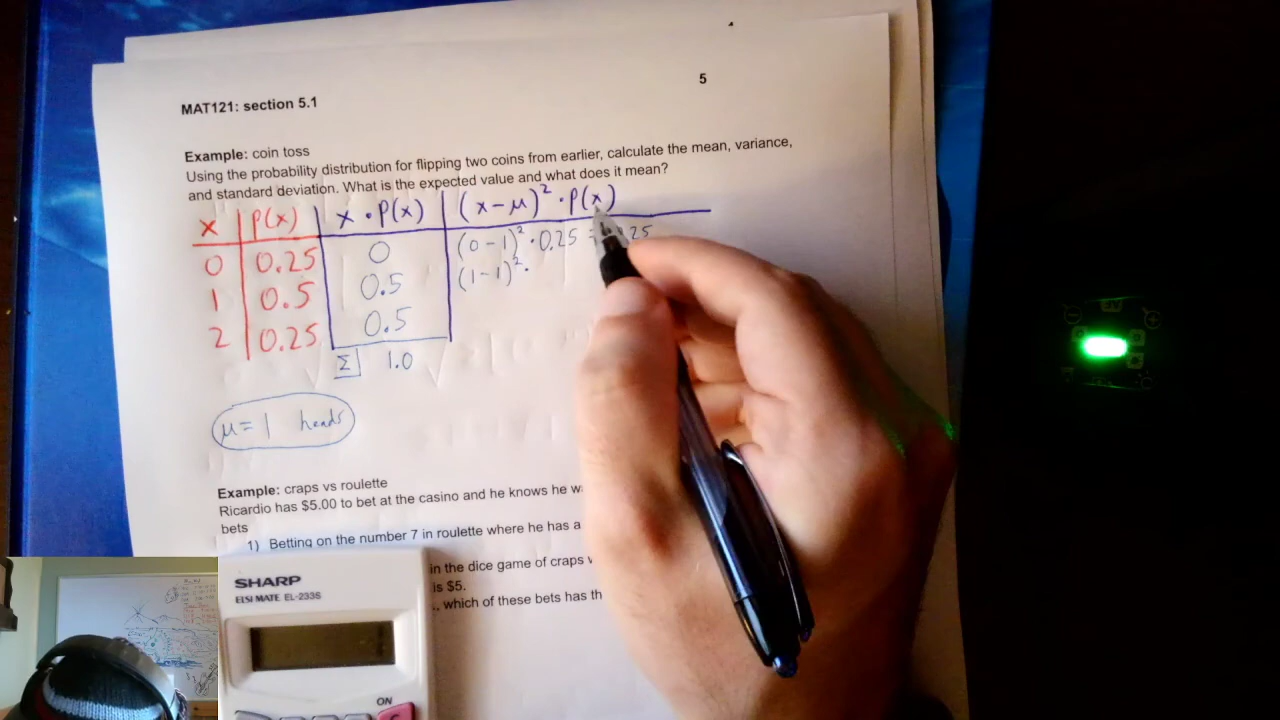 5
MAT121: section 5.1
Example: coin toss
Using the probability distribution for flipping two coins from earlier, calculate the mean, variance,
and standard deviation. What is the expected value and what does it mean?
x P(x) x • P(x) (x-μ)² · P(x)
0 0.25 0 (0-1)² · 0.25 = 25
1 0.5 0.5 (1-1)² ·
2 0.25 0.5
Σ 1.0
μ = 1 heads
Example: craps vs roulette
Ricardio has $5.00 to bet at the casino and he knows he
bets
1) Betting on the number 7 in roulette where he has a
in the dice game of craps
is $5.
, which of these bets has
SHARP
ELSI MATE EL-233S
ON
C